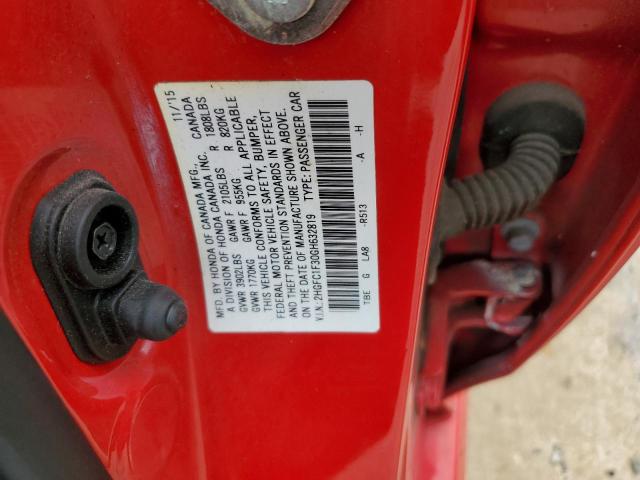 MFD. BY HONDA OF CANADA MFG., CANADA 11/15
A DIVISION OF HONDA CANADA INC.
GVWR 3902LBS GAWR F 2105LBS R 1808LBS
GVWR 1770KG GAWR F 955KG R 820KG
THIS VEHICLE CONFORMS TO ALL APPLICABLE
FEDERAL MOTOR VEHICLE SAFETY, BUMPER,
AND THEFT PREVENTION STANDARDS IN EFFECT
ON THE DATE OF MANUFACTURE SHOWN ABOVE.
V.I.N.: 2HGFC1F30GH632819 TYPE: PASSENGER CAR
TBE G LA8 -R513 -A -H